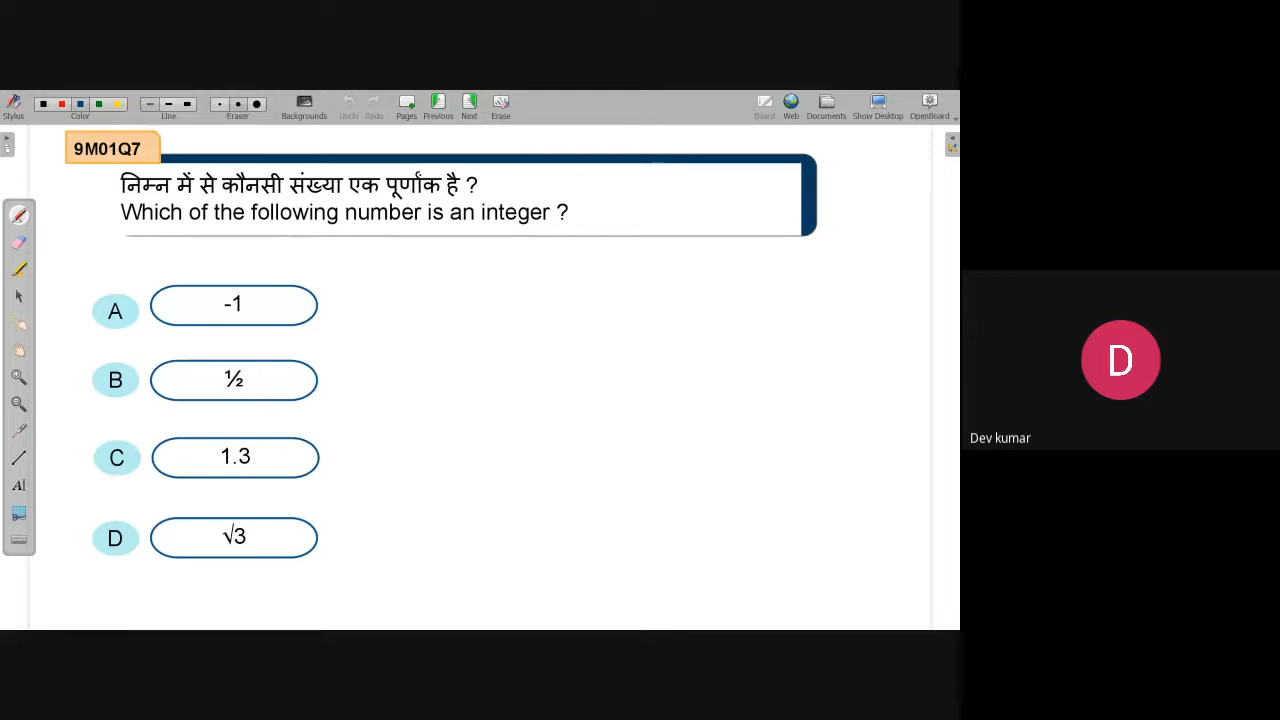 Stylus
Color
Line
Eraser
Backgrounds
Undo
Redo
Pages
Previous
Next
Erase
Board
Web
Documents
Show Desktop
OpenBoard
9M01Q7
निम्न में से कौनसी संख्या एक पूर्णांक है ?
Which of the following number is an integer ?
A -1
B ½
C 1.3
D √3
D
Dev kumar